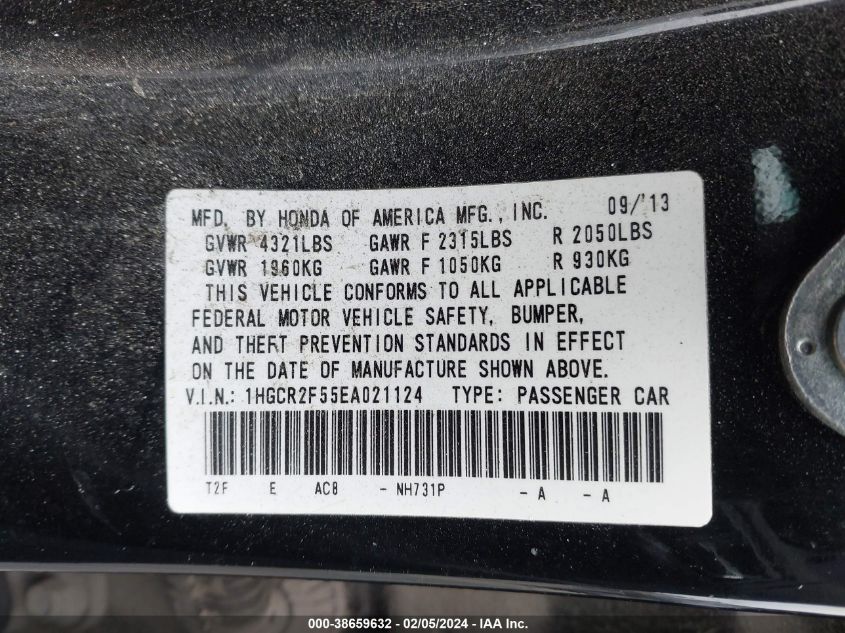 MFD. BY HONDA OF AMERICA MFG., INC. 09/'13
GVWR 4321LBS GAWR F 2315LBS R 2050LBS
GVWR 1960KG GAWR F 1050KG R 930KG
THIS VEHICLE CONFORMS TO ALL APPLICABLE
FEDERAL MOTOR VEHICLE SAFETY, BUMPER,
AND THEFT PREVENTION STANDARDS IN EFFECT
ON THE DATE OF MANUFACTURE SHOWN ABOVE.
V.I.N.: 1HGCR2F55EA021124 TYPE: PASSENGER CAR
T2F E AC8 - NH731P - A - A
000-38659632 - 02/05/2024 - IAA Inc.